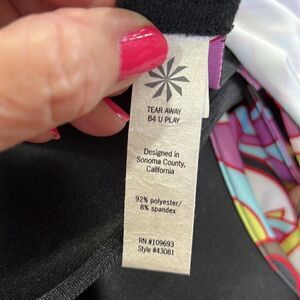 TEAR AWAY
B4 U PLAY
Designed in
Sonoma County,
California
92% polyester/
8% spandex
RN #109693
Style #43081